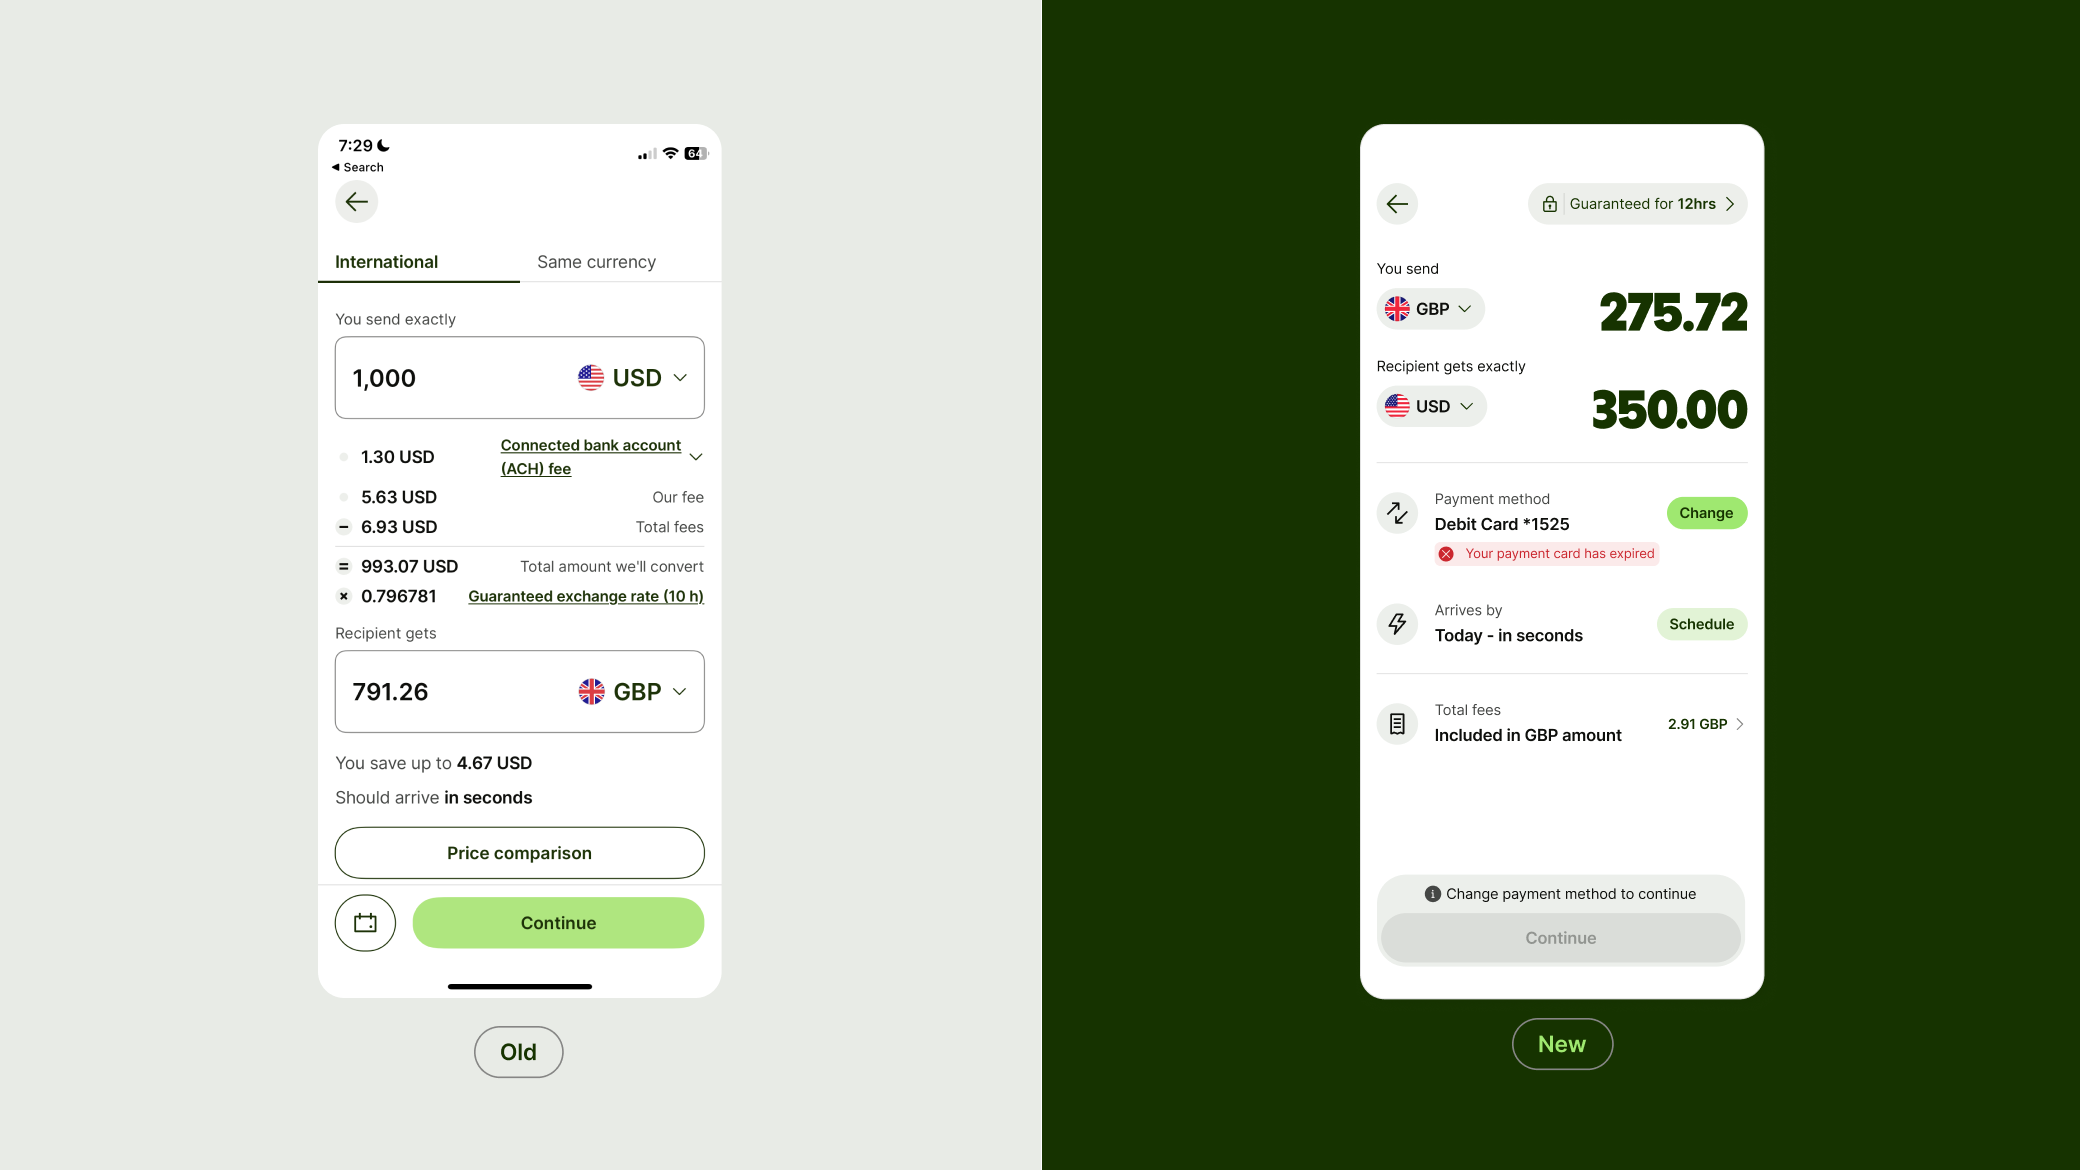 7:29
64
◀ Search
International
Same currency
You send exactly
1,000
USD
1.30 USD
Connected bank account
(ACH) fee
5.63 USD
Our fee
6.93 USD
Total fees
993.07 USD
Total amount we'll convert
0.796781
Guaranteed exchange rate (10 h)
Recipient gets
791.26
GBP
You save up to 4.67 USD
Should arrive in seconds
Price comparison
Continue
Old
Guaranteed for 12hrs
You send
GBP
275.72
Recipient gets exactly
USD
350.00
Payment method
Debit Card *1525
Change
Your payment card has expired
Arrives by
Today - in seconds
Schedule
Total fees
Included in GBP amount
2.91 GBP
Change payment method to continue
Continue
New